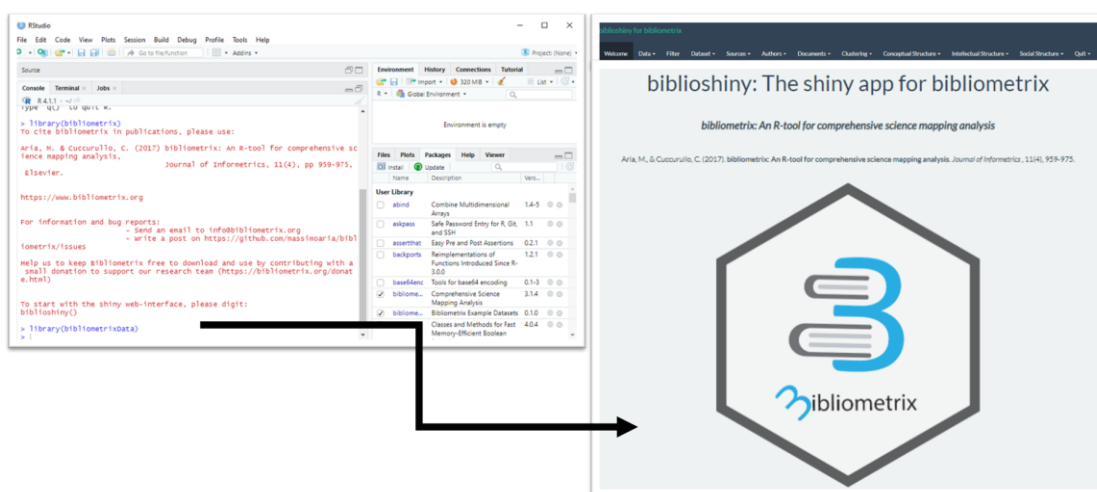 RStudio
File Edit Code View Plots Session Build Debug Profile Tools Help
Go to file/function Addins Project: (None)
Source
Console Terminal Jobs
R 4.1.1
Type 'q()' to quit R.
> library(bibliometrix)
To cite bibliometrix in publications, please use:
Aria, M. & Cuccurullo, C. (2017) bibliometrix: An R-tool for comprehensive sc
ience mapping analysis,
Journal of Informetrics, 11(4), pp 959-975,
Elsevier.
https://www.bibliometrix.org
For information and bug reports:
- Send an email to info@bibliometrix.org
- Write a post on https://github.com/massimoaria/bibl
iometrix/issues
Help us to keep Bibliometrix free to download and use by contributing with a
small donation to support our research team (https://bibliometrix.org/donat
e.html)
To start with the shiny web-interface, please digit:
biblioshiny()
> library(bibliometrixData)
>
Environment History Connections Tutorial
Import 320 MiB List
R Global Environment
Environment is empty
Files Plots Packages Help Viewer
Install Update
Name Description Vers...
User Library
abind Combine Multidimensional 1.4-5
Arrays
askpass Safe Password Entry for R, Git, 1.1
and SSH
assertthat Easy Pre and Post Assertions 0.2.1
backports Reimplementations of 1.2.1
Functions Introduced Since R-
3.0.0
base64enc Tools for base64 encoding 0.1-3
bibliome... Comprehensive Science 3.1.4
Mapping Analysis
bibliome... Bibliometrix Example Datasets 0.1.0
Classes and Methods for Fast 4.0.4
Memory-Efficient Boolean
biblioshiny for bibliometrix
Welcome Data Filter Dataset Sources Authors Documents Clustering Conceptual Structure Intellectual Structure Social Structure Quit
biblioshiny: The shiny app for bibliometrix
bibliometrix: An R-tool for comprehensive science mapping analysis
Aria, M., & Cuccurullo, C. (2017). bibliometrix: An R-tool for comprehensive science mapping analysis. Journal of Informetrics, 11(4), 959-975.
Bibliometrix